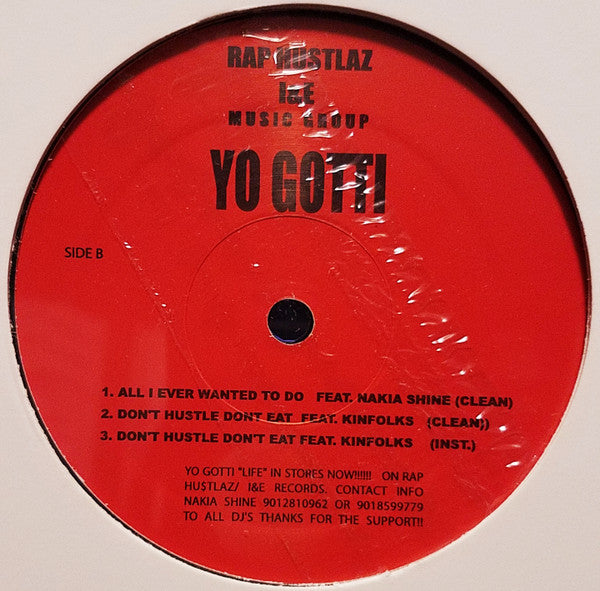 RAP HUSTLAZ
I&E
MUSIC GROUP
YO GOTTI
SIDE B
1. ALL I EVER WANTED TO DO FEAT. NAKIA SHINE (CLEAN)
2. DON'T HUSTLE DONT EAT FEAT. KINFOLKS (CLEAN)
3. DON'T HUSTLE DON'T EAT FEAT. KINFOLKS (INST.)
YO GOTTI "LIFE" IN STORES NOW!!!!!! ON RAP
HU$TLAZ/ I&E RECORDS. CONTACT INFO
NAKIA SHINE 9012810962 OR 9018599779
TO ALL DJ'S THANKS FOR THE SUPPORT!!